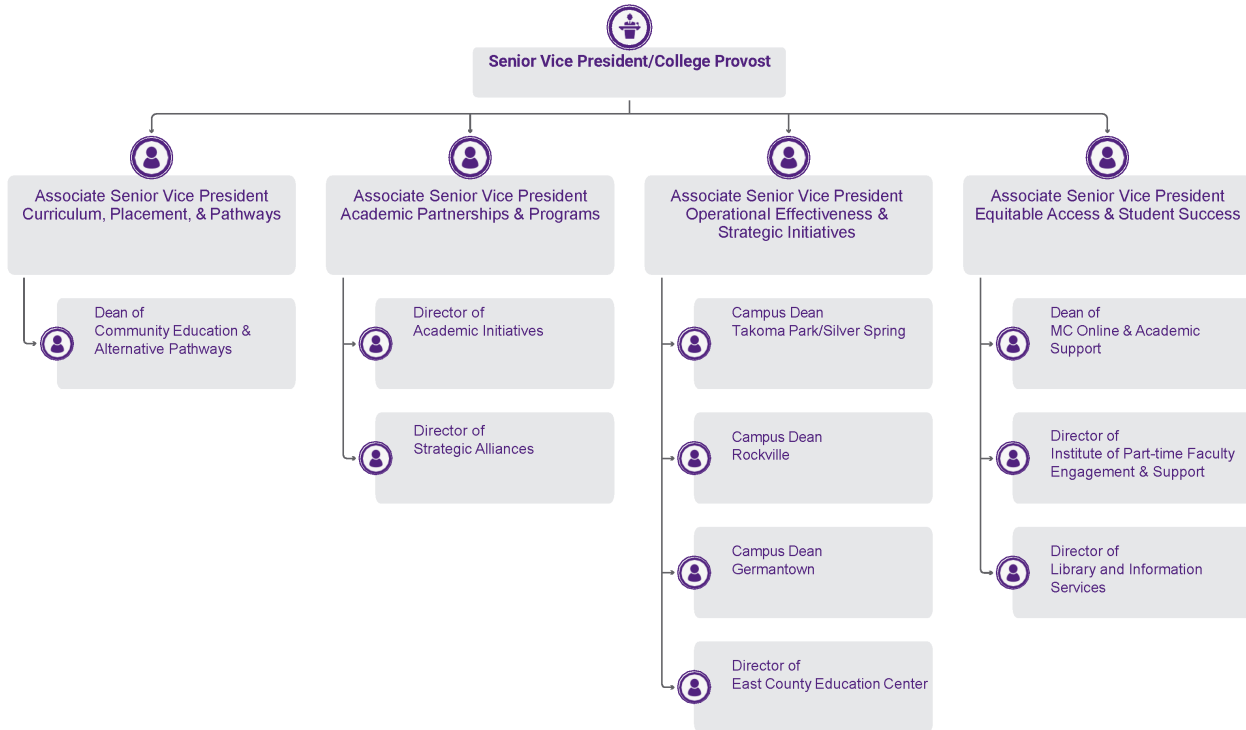 Senior Vice President/College Provost
Associate Senior Vice President
Curriculum, Placement, & Pathways
Dean of
Community Education &
Alternative Pathways
Associate Senior Vice President
Academic Partnerships & Programs
Director of
Academic Initiatives
Director of
Strategic Alliances
Associate Senior Vice President
Operational Effectiveness &
Strategic Initiatives
Campus Dean
Takoma Park/Silver Spring
Campus Dean
Rockville
Campus Dean
Germantown
Director of
East County Education Center
Associate Senior Vice President
Equitable Access & Student Success
Dean of
MC Online & Academic
Support
Director of
Institute of Part-time Faculty
Engagement & Support
Director of
Library and Information
Services